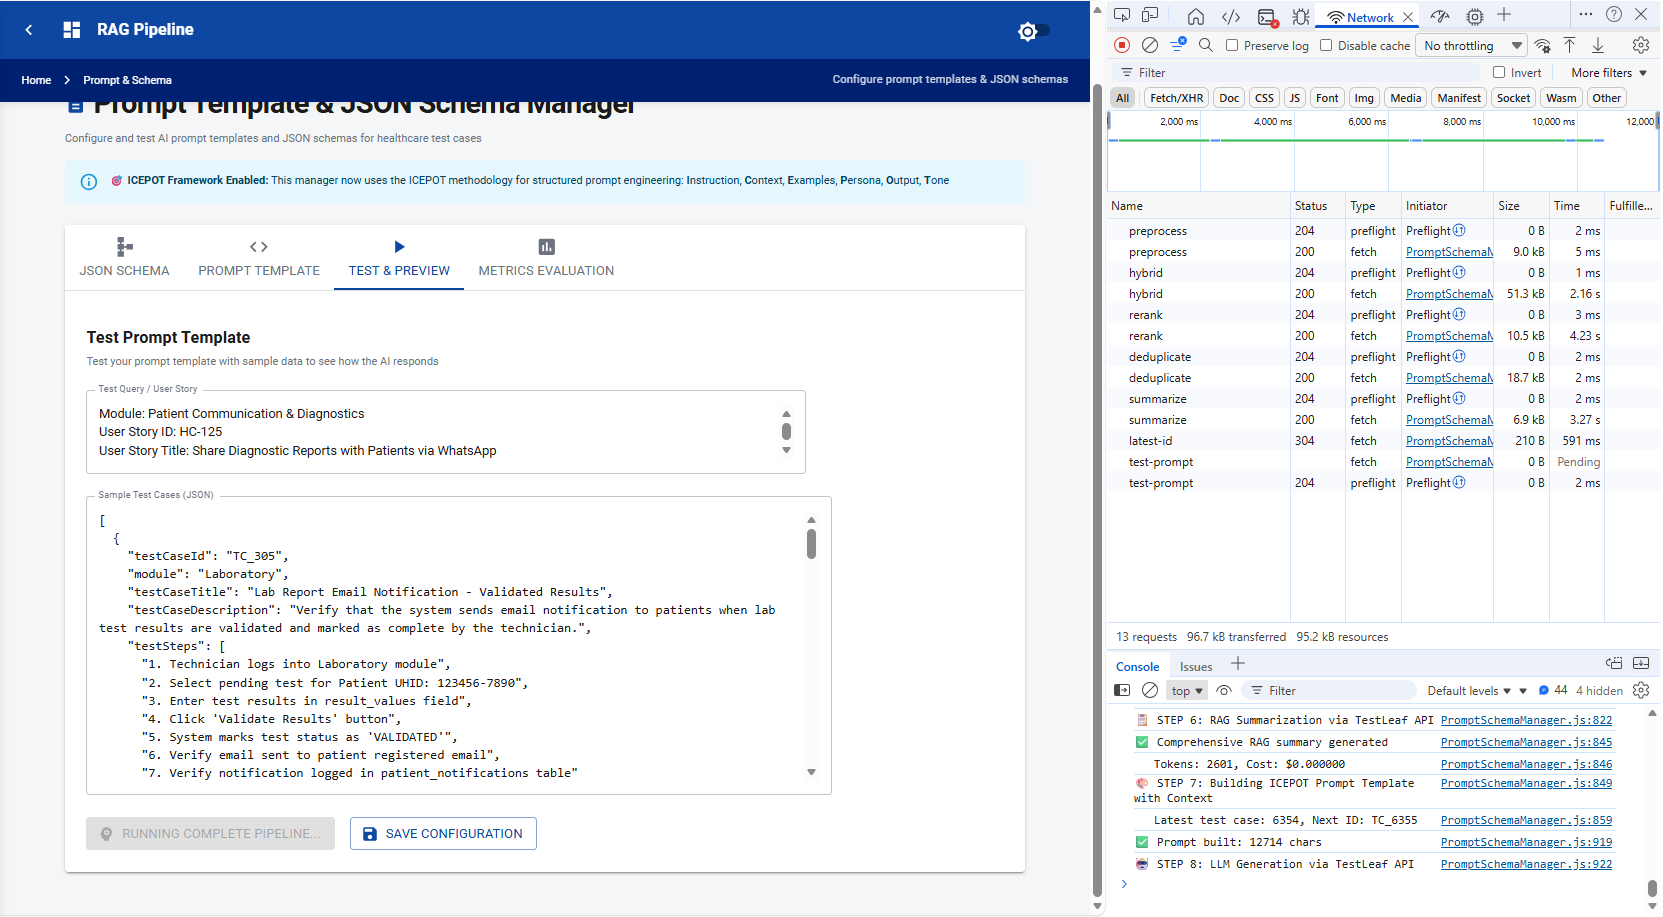 RAG Pipeline
Home
Prompt & Schema
Configure prompt templates & JSON schemas
Prompt Template & JSON Schema Manager
Configure and test AI prompt templates and JSON schemas for healthcare test cases
ICEPOT Framework Enabled: This manager now uses the ICEPOT methodology for structured prompt engineering: Instruction, Context, Examples, Persona, Output, Tone
JSON SCHEMA
PROMPT TEMPLATE
TEST & PREVIEW
METRICS EVALUATION
Test Prompt Template
Test your prompt template with sample data to see how the AI responds
Test Query / User Story
Module: Patient Communication & Diagnostics
User Story ID: HC-125
User Story Title: Share Diagnostic Reports with Patients via WhatsApp
Sample Test Cases (JSON)
[
{
"testCaseId": "TC_305",
"module": "Laboratory",
"testCaseTitle": "Lab Report Email Notification - Validated Results",
"testCaseDescription": "Verify that the system sends email notification to patients when lab
test results are validated and marked as complete by the technician.",
"testSteps": [
"1. Technician logs into Laboratory module",
"2. Select pending test for Patient UHID: 123456-7890",
"3. Enter test results in result_values field",
"4. Click 'Validate Results' button",
"5. System marks test status as 'VALIDATED'",
"6. Verify email sent to patient registered email",
"7. Verify notification logged in patient_notifications table"
RUNNING COMPLETE PIPELINE...
SAVE CONFIGURATION
Network
Preserve log
Disable cache
No throttling
Filter
Invert
More filters
All
Fetch/XHR
Doc
CSS
JS
Font
Img
Media
Manifest
Socket
Wasm
Other
2,000 ms
4,000 ms
6,000 ms
8,000 ms
10,000 ms
12,000
Name Status Type Initiator Size Time Fulfille...
preprocess 204 preflight Preflight 0 B 2 ms
preprocess 200 fetch PromptSchemaM 9.0 kB 5 ms
hybrid 204 preflight Preflight 0 B 1 ms
hybrid 200 fetch PromptSchemaM 51.3 kB 2.16 s
rerank 204 preflight Preflight 0 B 3 ms
rerank 200 fetch PromptSchemaM 10.5 kB 4.23 s
deduplicate 204 preflight Preflight 0 B 2 ms
deduplicate 200 fetch PromptSchemaM 18.7 kB 2 ms
summarize 204 preflight Preflight 0 B 2 ms
summarize 200 fetch PromptSchemaM 6.9 kB 3.27 s
latest-id 304 fetch PromptSchemaM 210 B 591 ms
test-prompt fetch PromptSchemaM 0 B Pending
test-prompt 204 preflight Preflight 0 B 2 ms
13 requests 96.7 kB transferred 95.2 kB resources
Console
Issues
top
Filter
Default levels
44
4 hidden
STEP 6: RAG Summarization via TestLeaf API PromptSchemaManager.js:822
Comprehensive RAG summary generated PromptSchemaManager.js:845
Tokens: 2601, Cost: $0.000000 PromptSchemaManager.js:846
STEP 7: Building ICEPOT Prompt Template PromptSchemaManager.js:849
with Context
Latest test case: 6354, Next ID: TC_6355 PromptSchemaManager.js:859
Prompt built: 12714 chars PromptSchemaManager.js:919
STEP 8: LLM Generation via TestLeaf API PromptSchemaManager.js:922